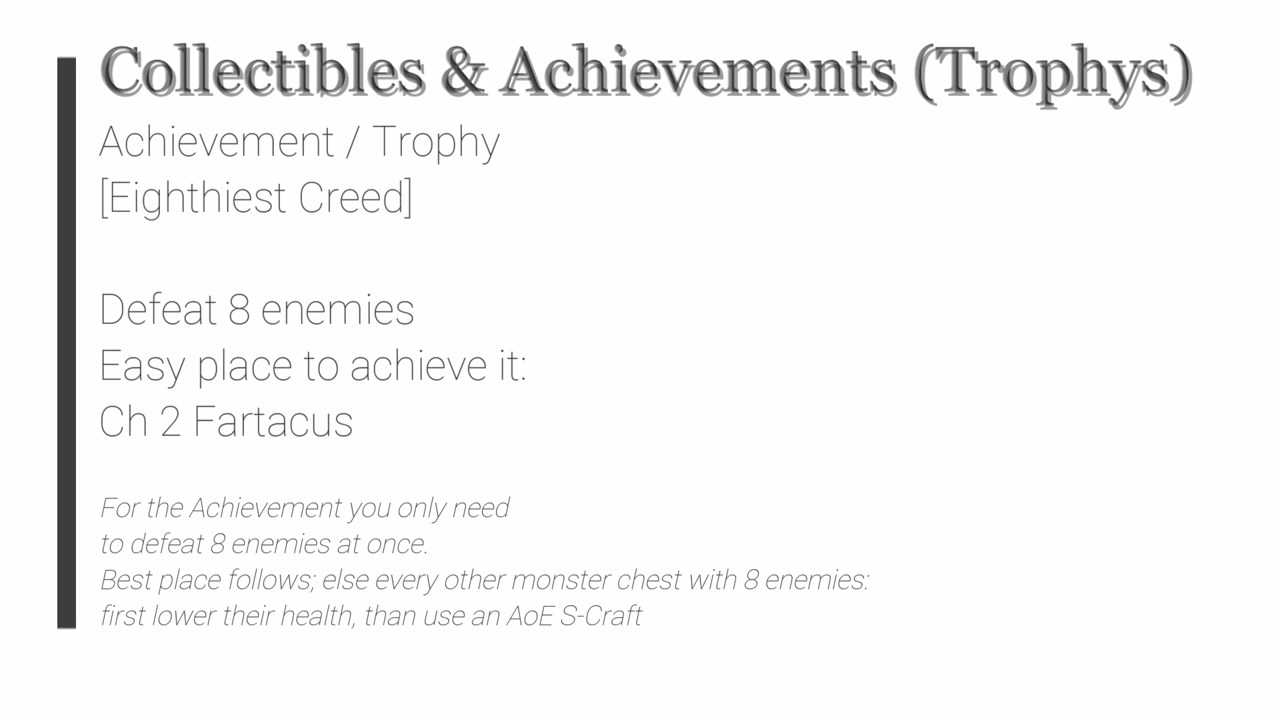 Collectibles & Achievements (Trophys)
Achievement / Trophy
[Eighthiest Creed]
Defeat 8 enemies
Easy place to achieve it:
Ch 2 Fartacus
For the Achievement you only need
to defeat 8 enemies at once.
Best place follows; else every other monster chest with 8 enemies:
first lower their health, than use an AoE S-Craft